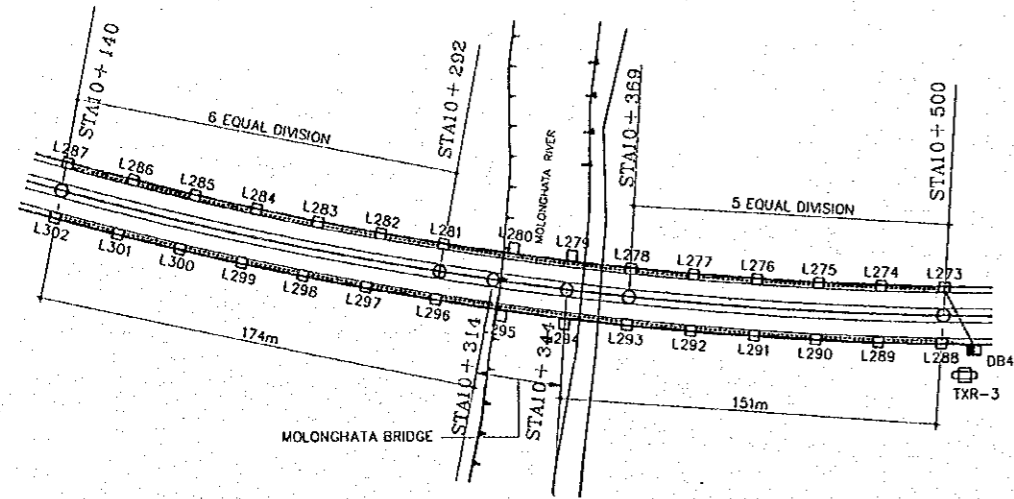 STA10+140
STA10+292
STA10+369
STA10+500
6 EQUAL DIVISION
5 EQUAL DIVISION
MOLONGHATA RIVER
L287
L286
L285
L284
L283
L282
L281
L280
L279
L278
L277
L276
L275
L274
L273
L302
L301
L300
L299
L298
L297
L296
L295
L294
L293
L292
L291
L290
L289
L288
DB4
TXR-3
174m
STA10+314
STA10+344
151m
MOLONGHATA BRIDGE